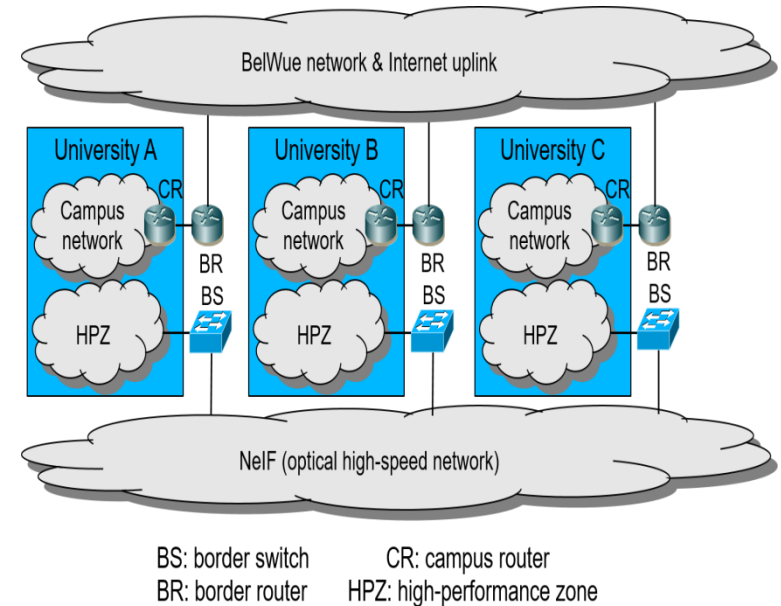 BelWue network & Internet uplink
University A
University B
University C
CR
CR
CR
Campus
network
Campus
network
Campus
network
BR
BR
BR
BS
BS
BS
HPZ
HPZ
HPZ
NeIF (optical high-speed network)
BS: border switch
CR: campus router
BR: border router
HPZ: high-performance zone